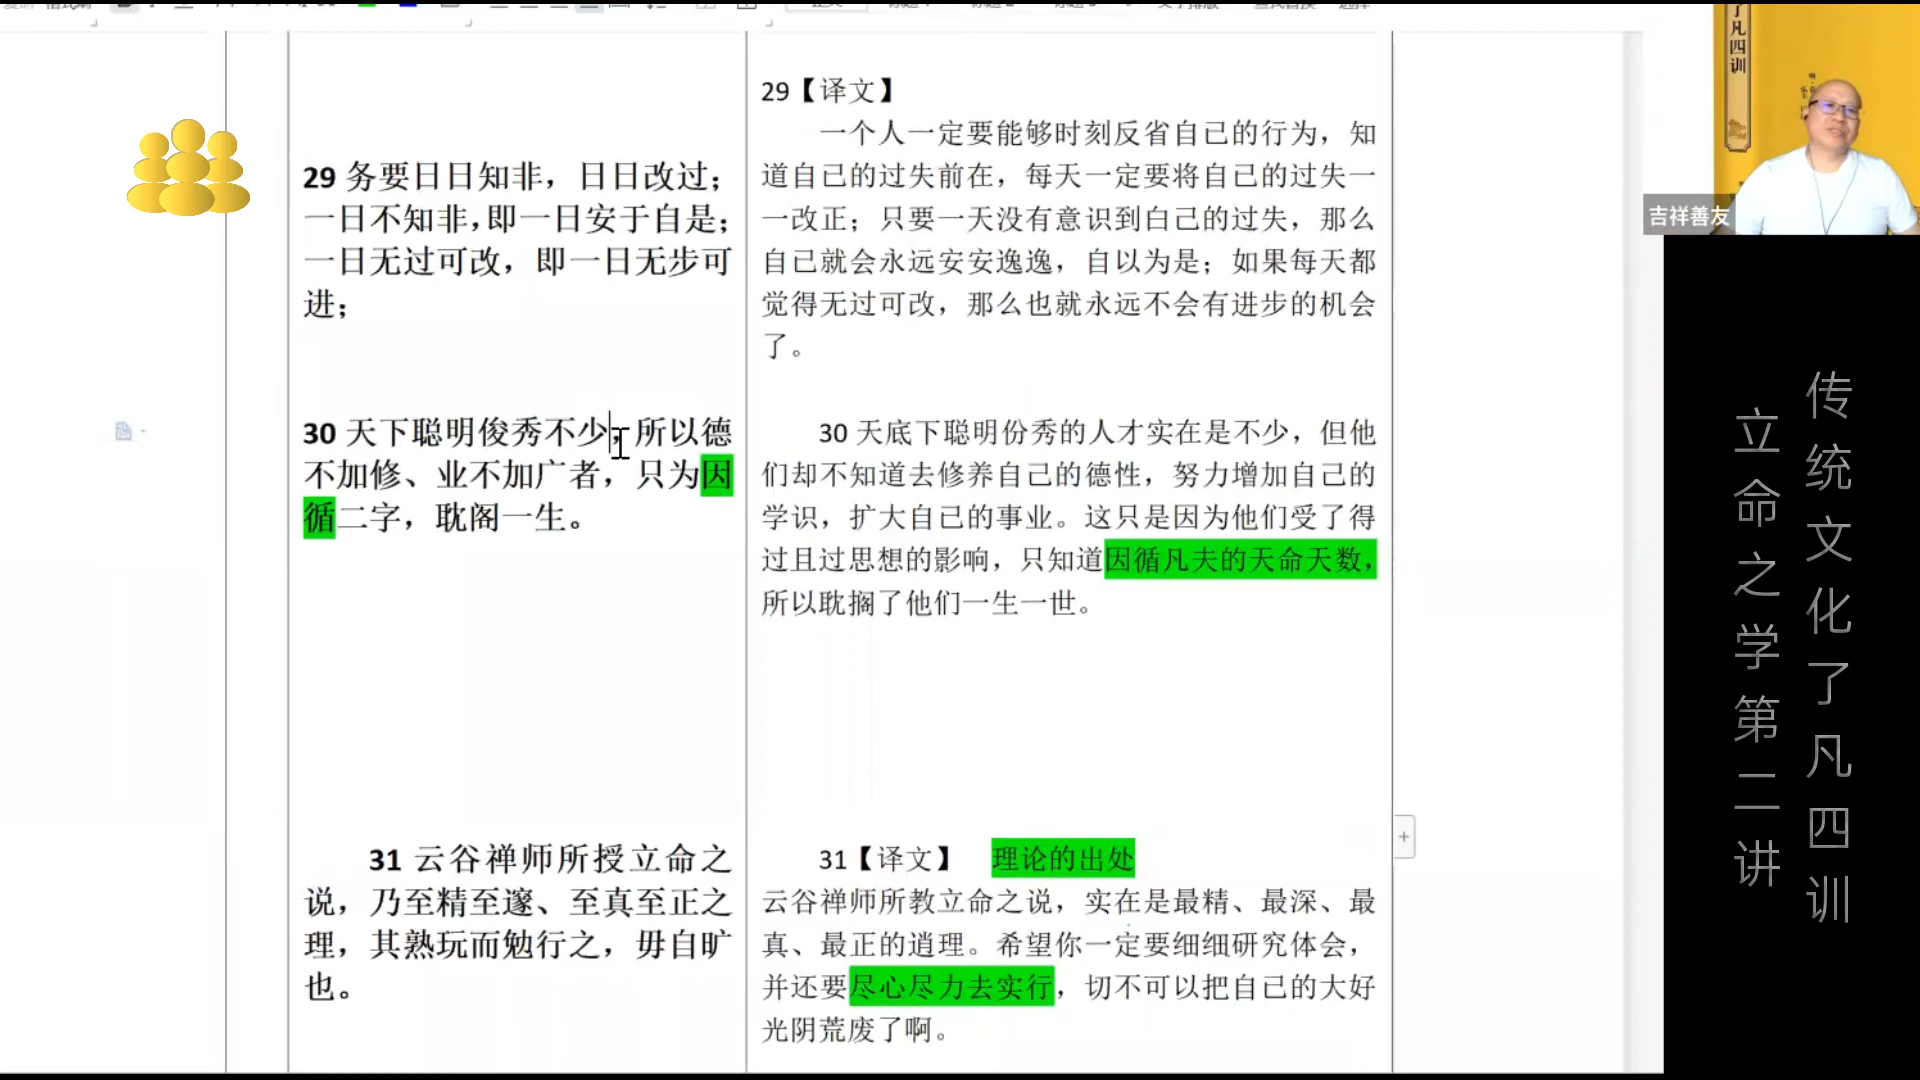 29 务要日日知非，日日改过；
一日不知非，即一日安于自是；
一日无过可改，即一日无步可
进；
30 天下聪明俊秀不少，所以德
不加修、业不加广者，只为因
循二字，耽阁一生。
31 云谷禅师所授立命之
说，乃至精至邃、至真至正之
理，其熟玩而勉行之，毋自旷
也。
29【译文】
一个人一定要能够时刻反省自己的行为，知
道自己的过失前在，每天一定要将自己的过失一
一改正；只要一天没有意识到白己的过失，那么
自已就会永远安安逸逸，自以为是；如果每天都
觉得无过可改，那么也就永远不会有进步的机会
了。
30 天底下聪明份秀的人才实在是不少，但他
们却不知道去修养自己的德性，努力增加自己的
学识，扩大自己的事业。这只是因为他们受了得
过且过思想的影响，只知道因循凡夫的天命天数，
所以耽搁了他们一生一世。
31【译文】 理论的出处
云谷禅师所教立命之说，实在是最精、最深、最
真、最正的道理。希望你一定要细细研究体会，
并还要尽心尽力去实行，切不可以把自己的大好
光阴荒废了啊。
了凡四训
吉祥善友
传统文化了凡四训
立命之学第二讲